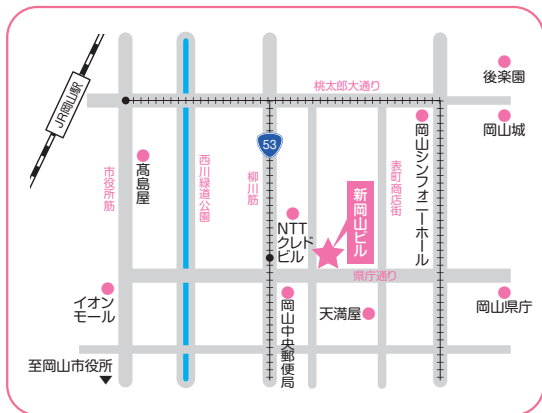 JR岡山駅
桃太郎大通り
後楽園
岡山城
53
岡山シンフォニーホール
髙島屋
市役所筋
西川緑道公園
柳川筋
表町商店街
新岡山ビル
NTT
クレド
ビル
県庁通り
イオン
モール
岡山中央郵便局
天満屋
岡山県庁
至岡山市役所